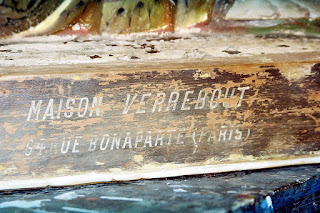 MAISON VERREBOUT
64 RUE BONAPARTE (PARIS)